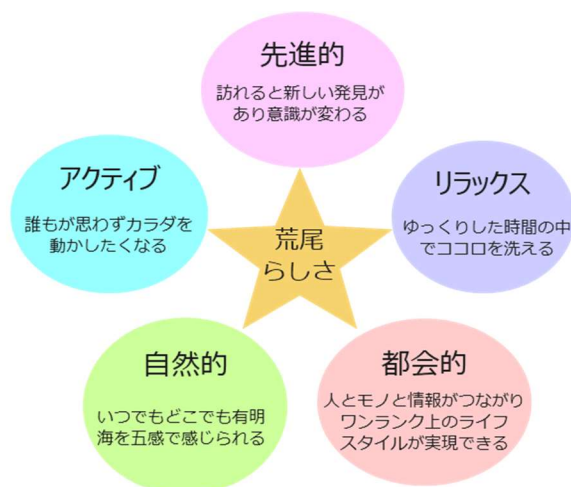 先進的
訪れると新しい発見が
あり意識が変わる
アクティブ
誰もが思わずカラダを
動かしたくなる
リラックス
ゆっくりした時間の中
でココロを洗える
荒尾
らしさ
自然的
いつでもどこでも有明
海を五感で感じられる
都会的
人とモノと情報がつながり
ワンランク上のライフ
スタイルが実現できる